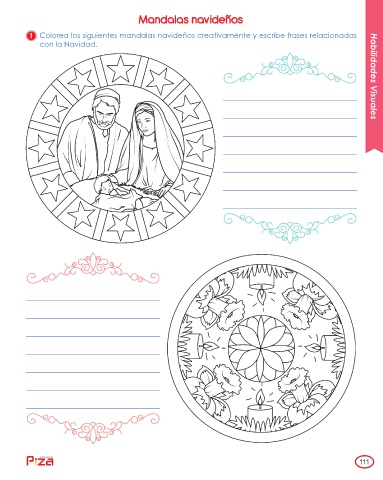 Mandalas navideños
1 Colorea los siguientes mandalas navideños creativamente y escribe frases relacionadas
con la Navidad.
Habilidades Visuales
Piza
111